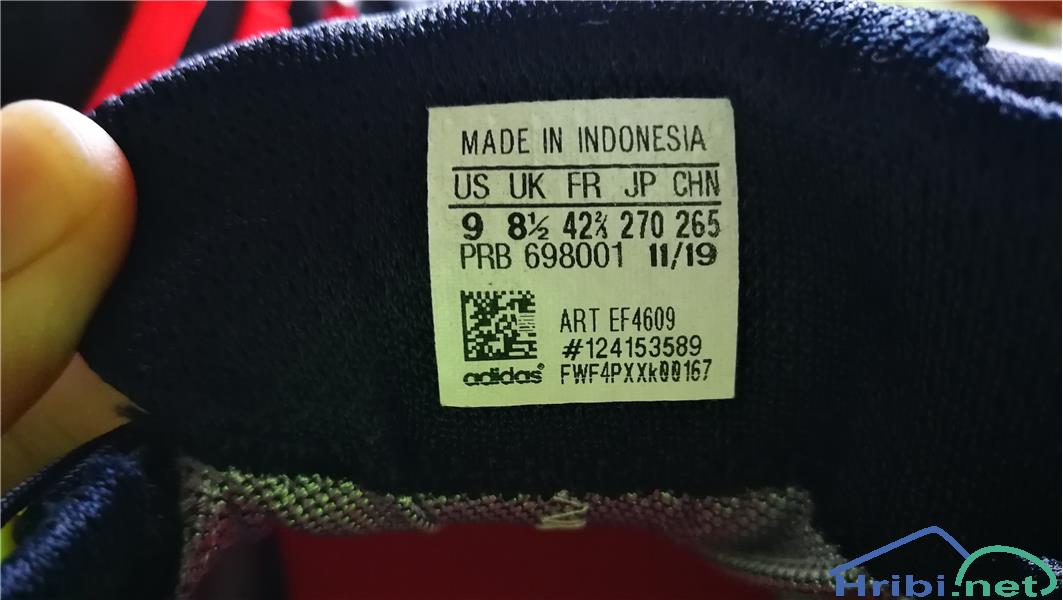 MADE IN INDONESIA
US UK FR JP CHN
9 8½ 42⅔ 270 265
PRB 698001 11/19
ART EF4609
#124153589
adidas® FWF4PXXk00167
Hribi.net